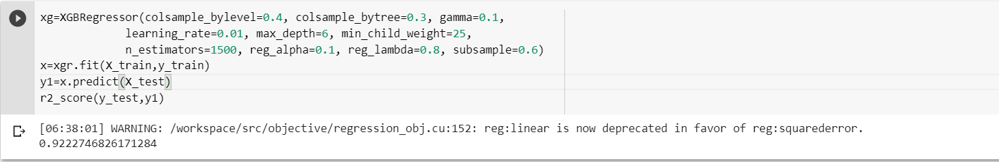 xg=XGBRegressor(colsample_bylevel=0.4, colsample_bytree=0.3, gamma=0.1,
learning_rate=0.01, max_depth=6, min_child_weight=25,
n_estimators=1500, reg_alpha=0.1, reg_lambda=0.8, subsample=0.6)
x=xgr.fit(X_train,y_train)
y1=x.predict(X_test)
r2_score(y_test,y1)
[06:38:01] WARNING: /workspace/src/objective/regression_obj.cu:152: reg:linear is now deprecated in favor of reg:squarederror.
0.9222746826171284